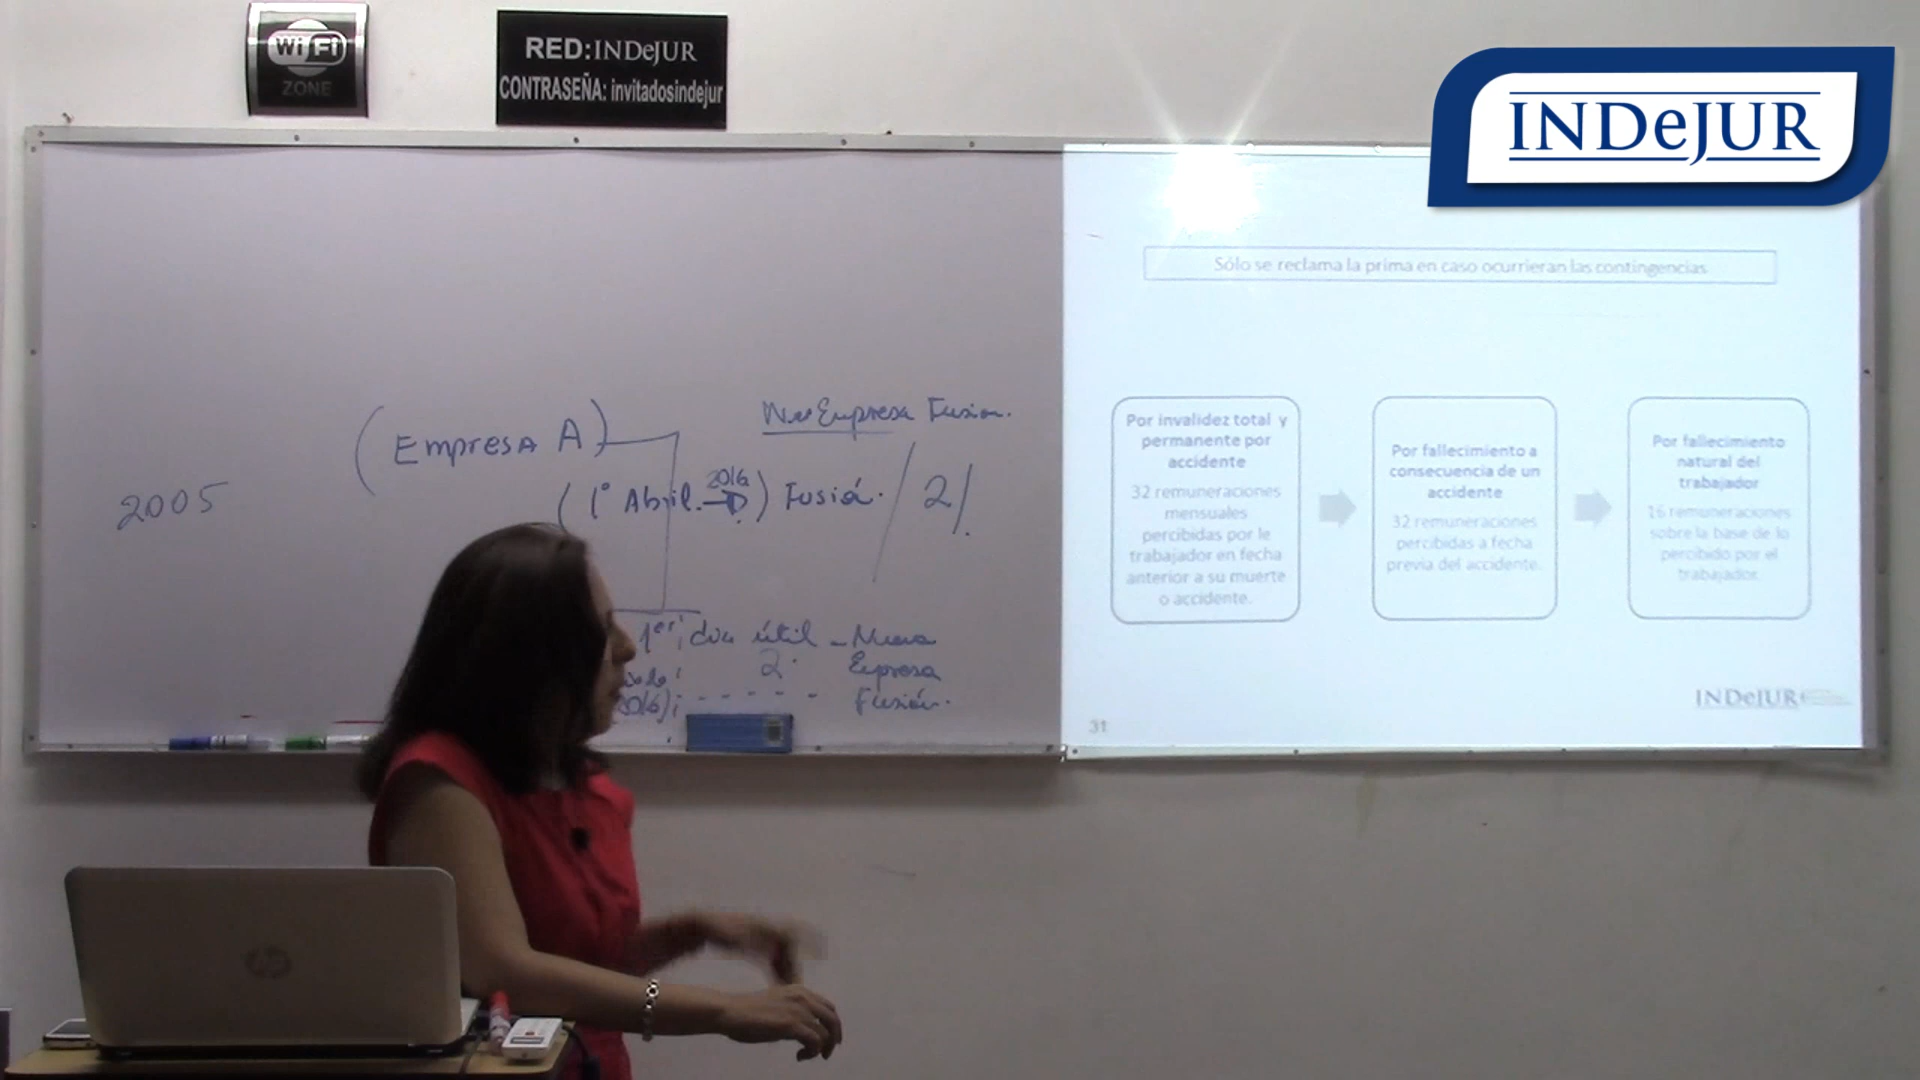 WiFi
ZONE
RED: INDeJUR
CONTRASEÑA: invitadosindejur
INDeJUR
2005
(Empresa A)
Empresa Fusion.
2016
(1° Abril. → D) Fusión. / 2 /.
1er, día útil - Nueva
2. Empresa
2016); - - - - - Fusión.
Sólo se reclama la prima en caso ocurrieran las contingencias
Por invalidez total y
permanente por
accidente
32 remuneraciones
mensuales
percibidas por le
trabajador en fecha
anterior a su muerte
o accidente.
Por fallecimiento a
consecuencia de un
accidente
32 remuneraciones
percibidas a fecha
previa del accidente.
Por fallecimiento
natural del
trabajador
16 remuneraciones
sobre la base de lo
percibido por el
trabajador.
INDeJUR
31
hp